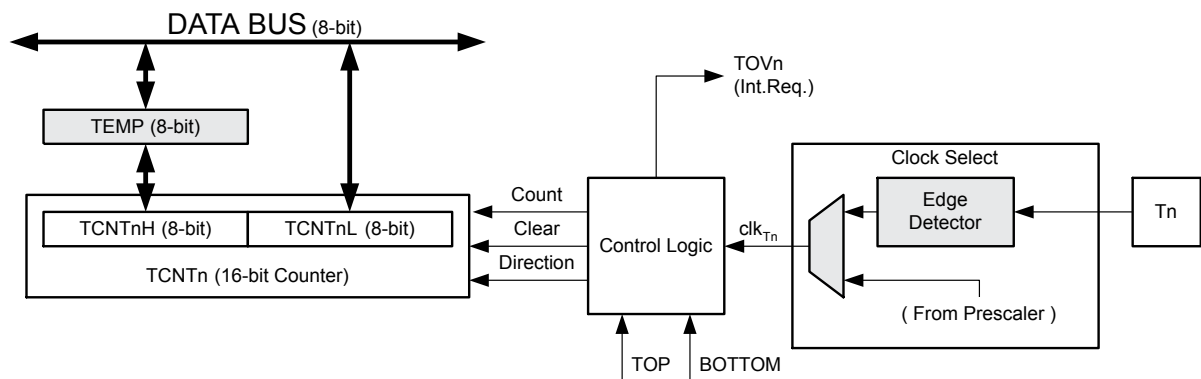 DATA BUS (8-bit)
TOVn
(Int.Req.)
TEMP (8-bit)
Clock Select
Count
Edge
Detector
Tn
TCNTnH (8-bit)
TCNTnL (8-bit)
Clear
Control Logic
clkTn
TCNTn (16-bit Counter)
Direction
( From Prescaler )
TOP
BOTTOM